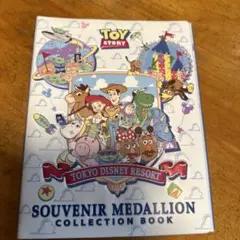 TOY
STORY
TOKYO DISNEY RESORT
SOUVENIR MEDALLION
COLLECTION BOOK